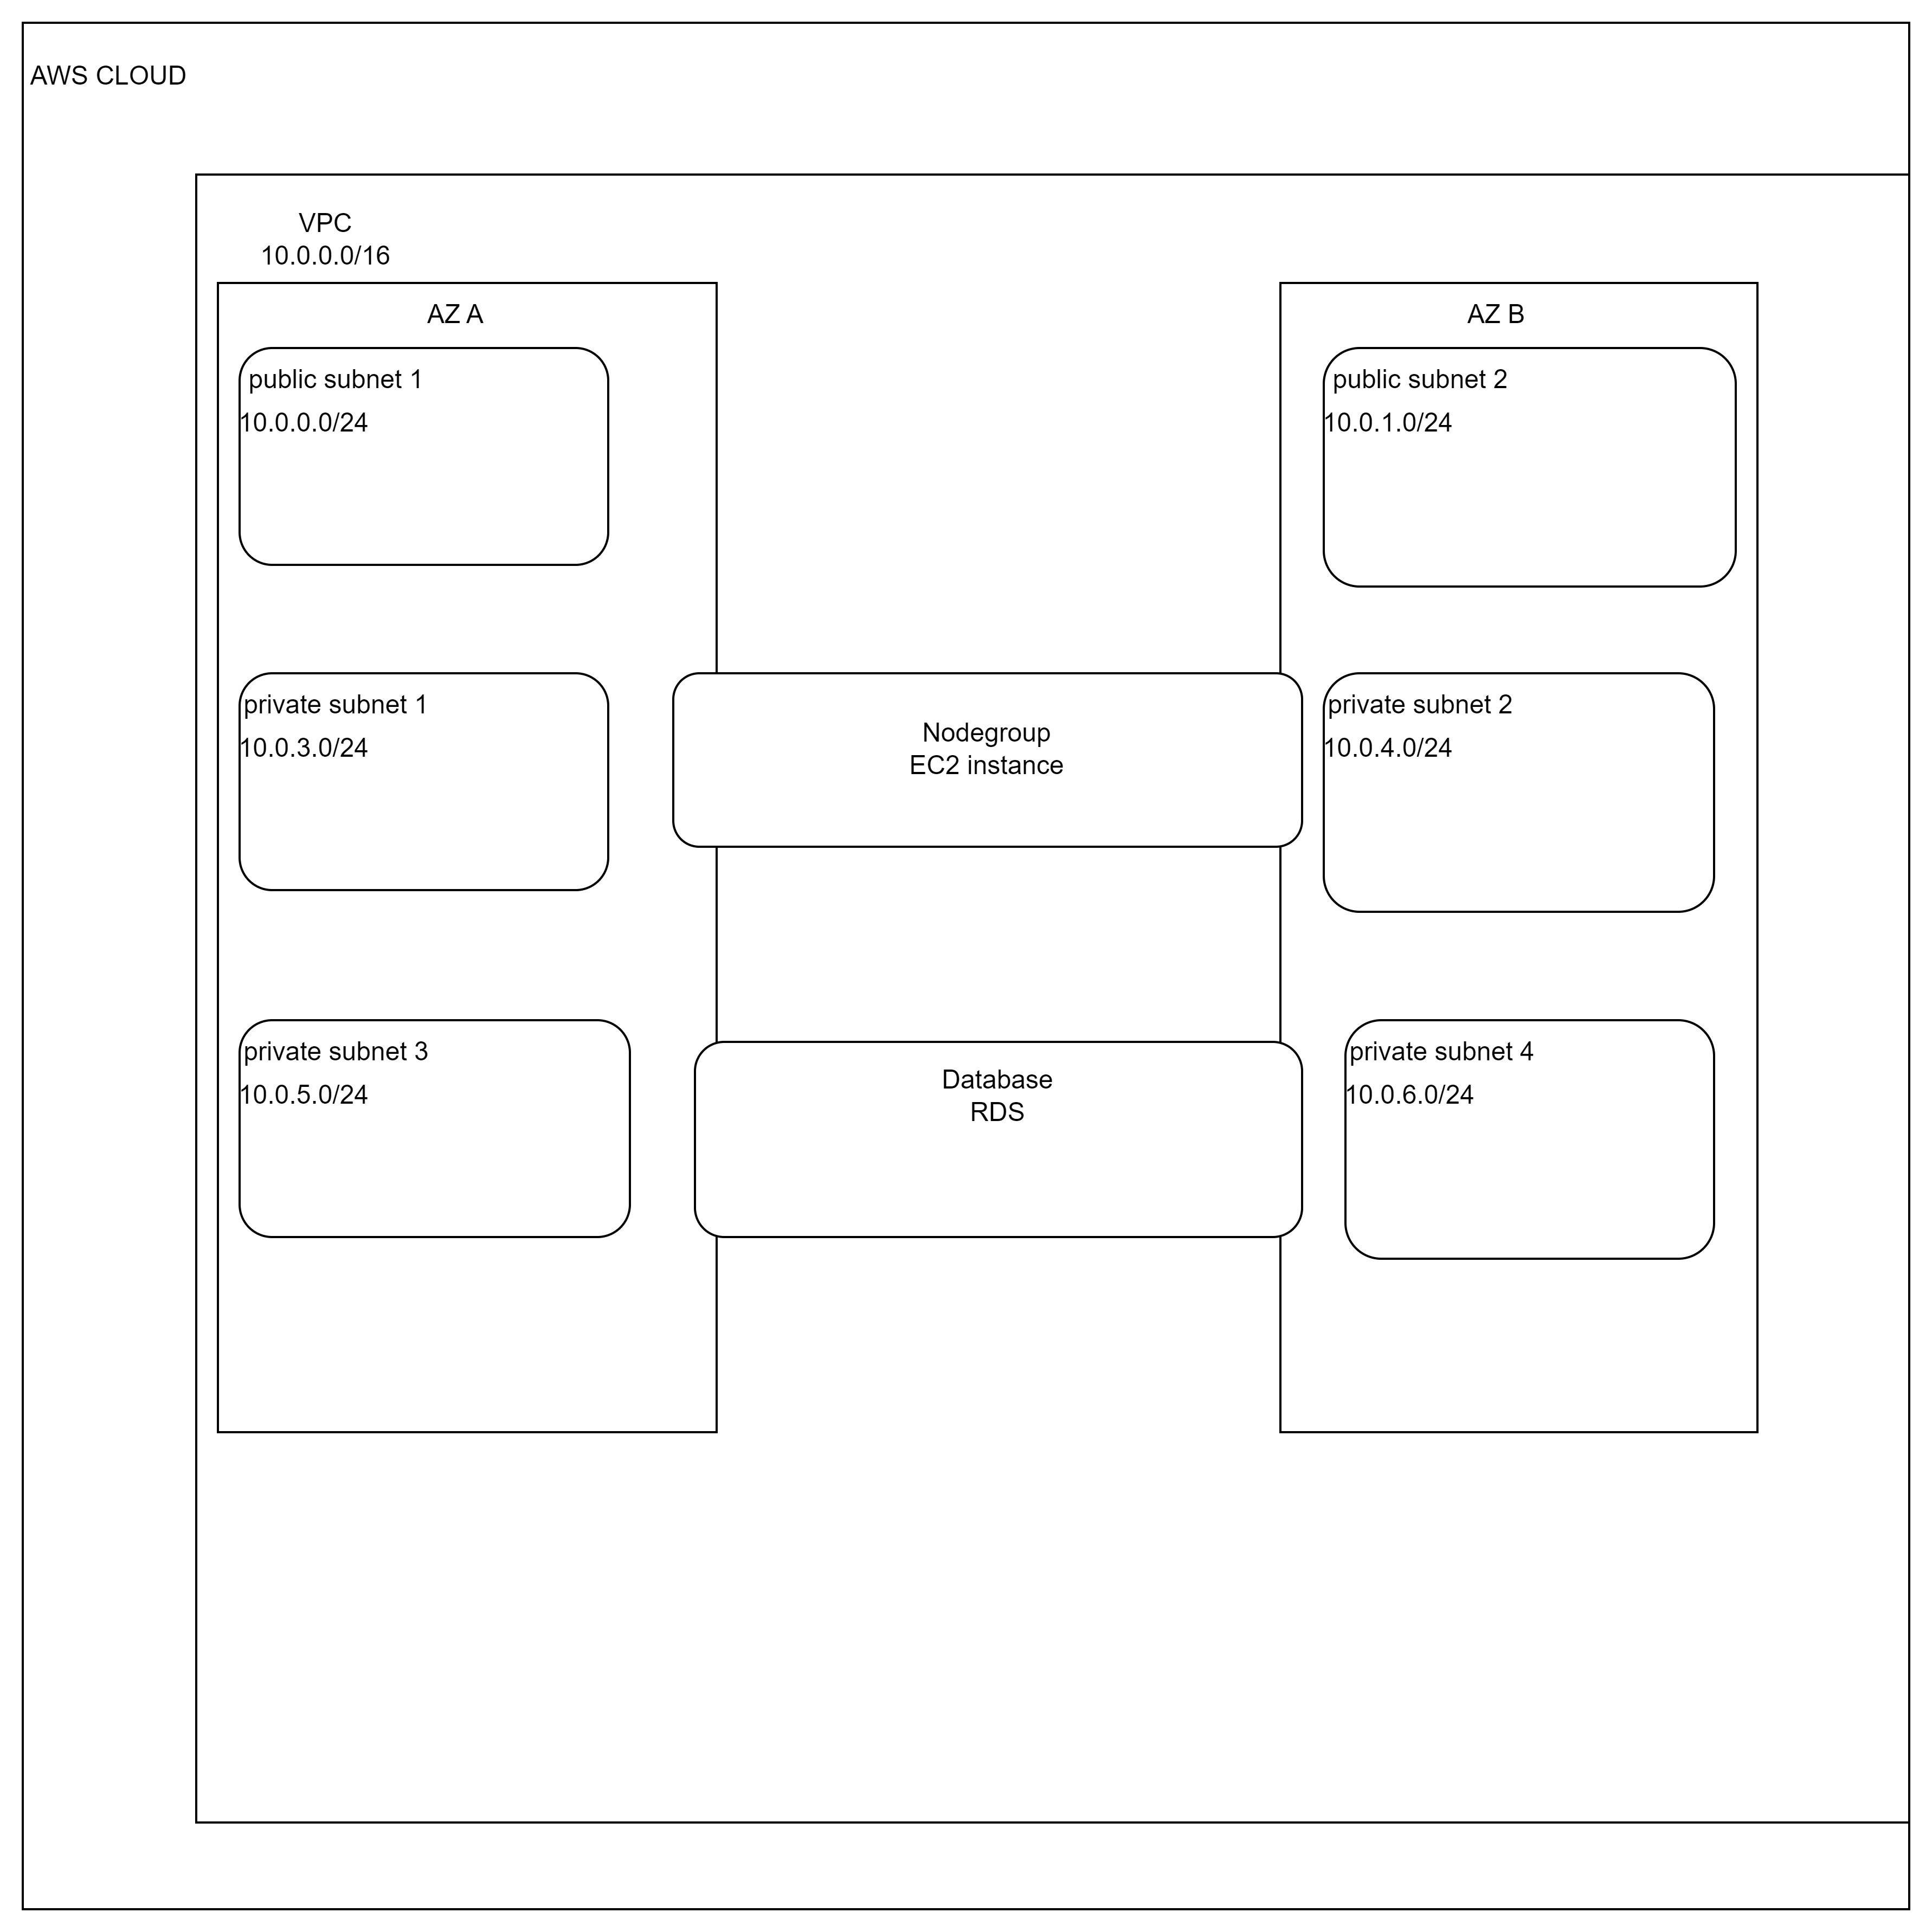 AWS CLOUD
VPC
10.0.0.0/16
AZ A
AZ B
public subnet 1
10.0.0.0/24
public subnet 2
10.0.1.0/24
private subnet 1
10.0.3.0/24
Nodegroup
EC2 instance
private subnet 2
10.0.4.0/24
private subnet 3
10.0.5.0/24
Database
RDS
private subnet 4
10.0.6.0/24